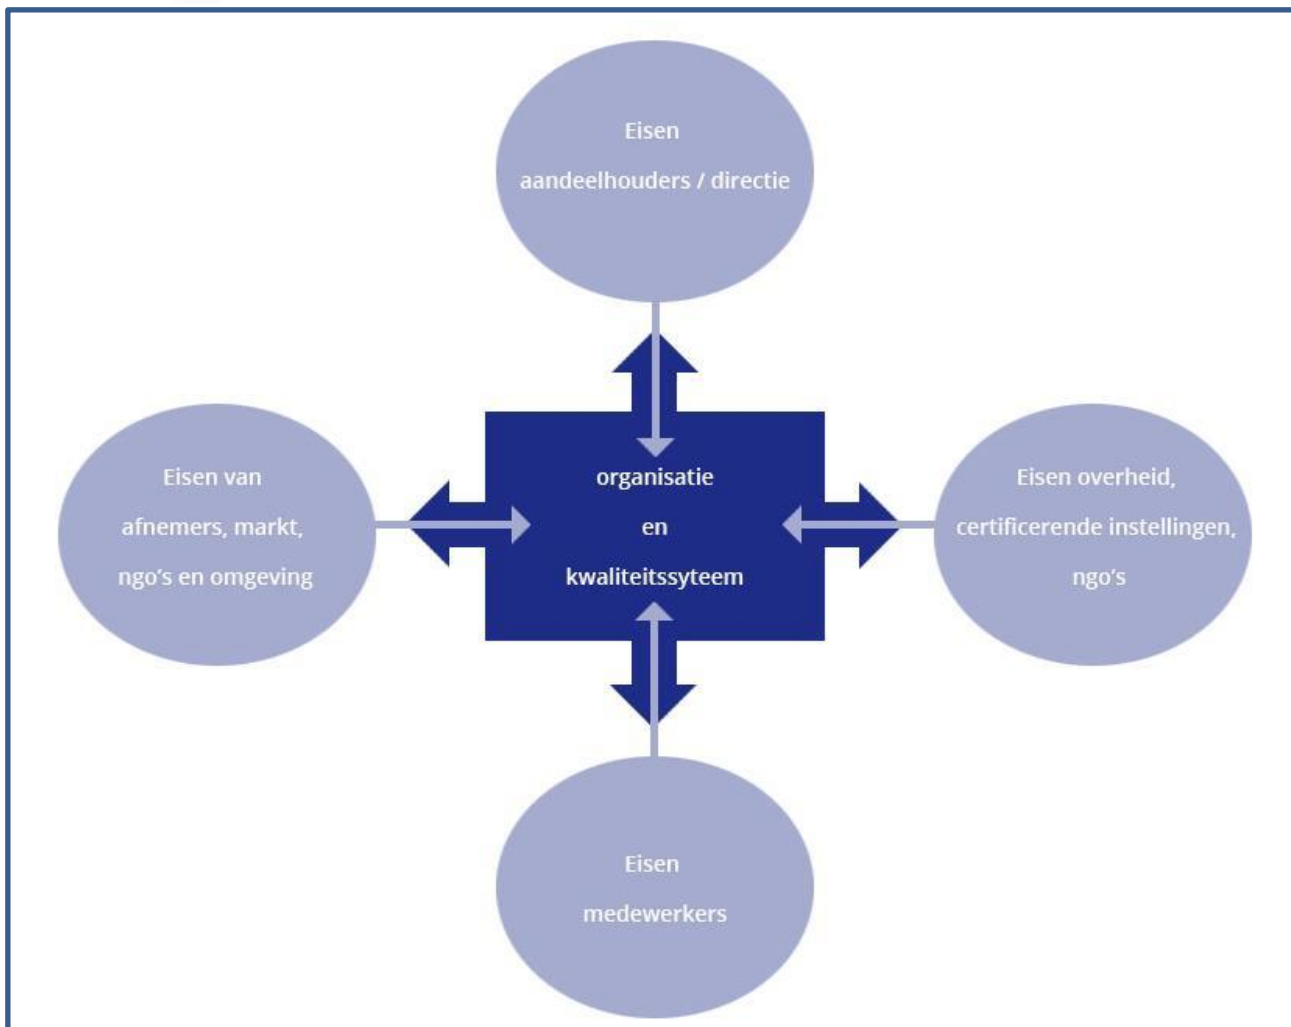 Eisen
aandeelhouders / directie
Eisen van
afnemers, markt,
ngo’s en omgeving
organisatie
en
kwaliteitssyteem
Eisen overheid,
certificerende instellingen,
ngo’s
Eisen
medewerkers